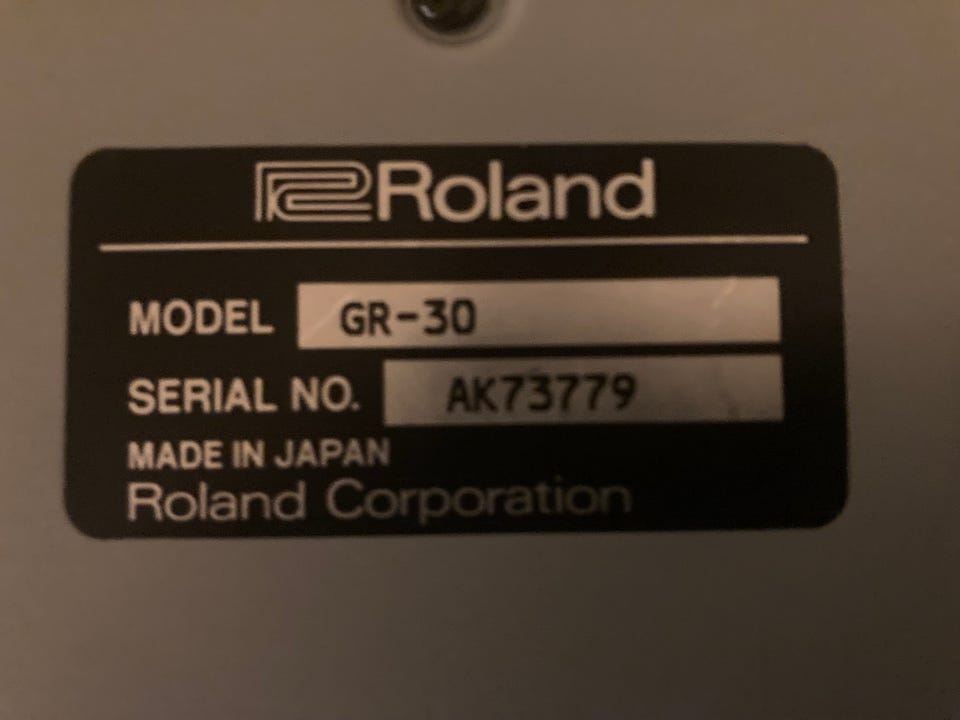 Roland
MODEL GR-30
SERIAL NO. AK73779
MADE IN JAPAN
Roland Corporation